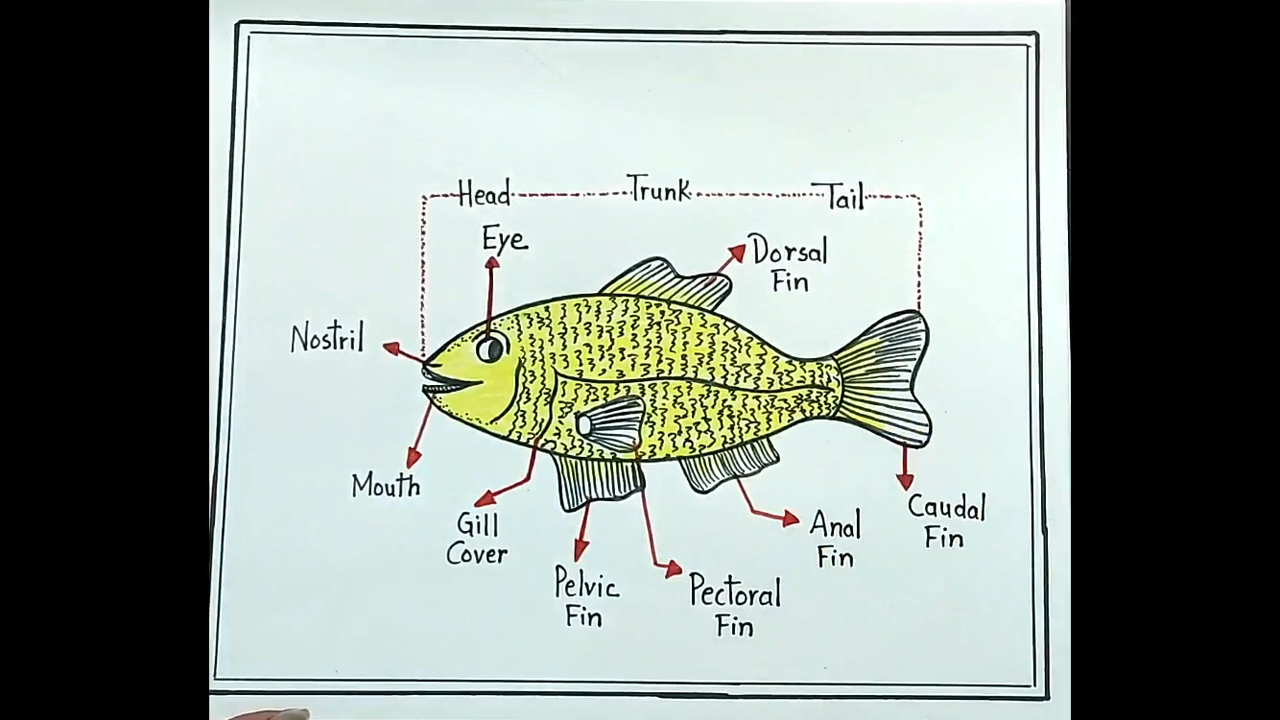 Head Trunk Tail
Eye
Dorsal
Fin
Nostril
Mouth
Gill
Cover
Pelvic
Fin
Pectoral
Fin
Anal
Fin
Caudal
Fin